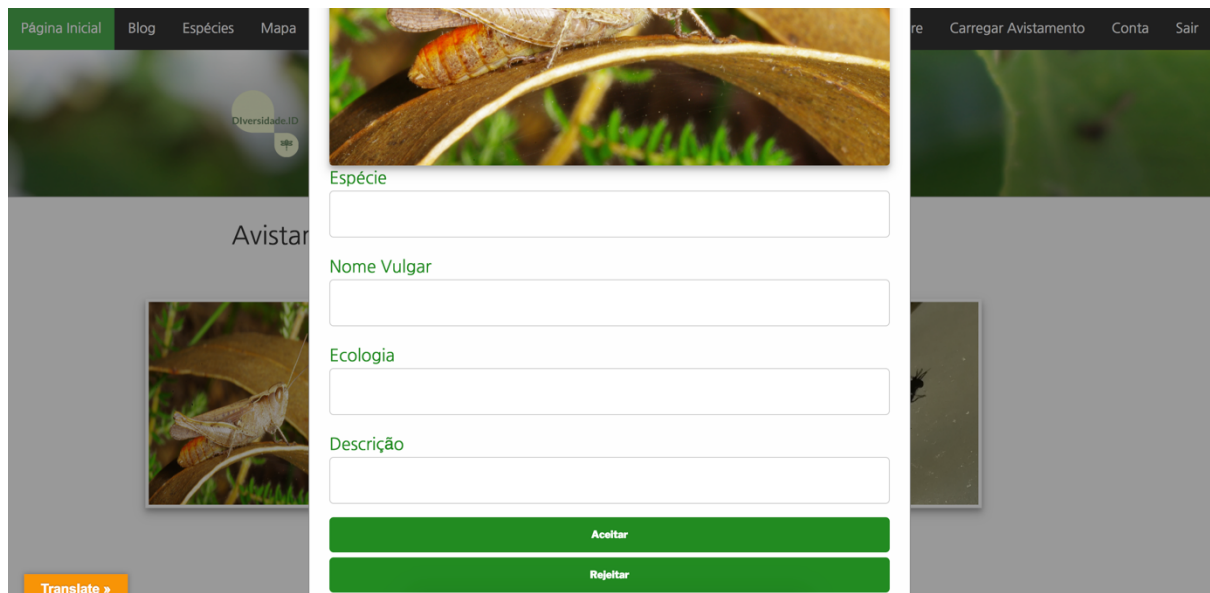 Página Inicial Blog Espécies Mapa re Carregar Avistamento Conta Sair
DIversidade.ID
Avistar
Espécie
Nome Vulgar
Ecologia
Descrição
Aceitar
Rejeitar
Translate »